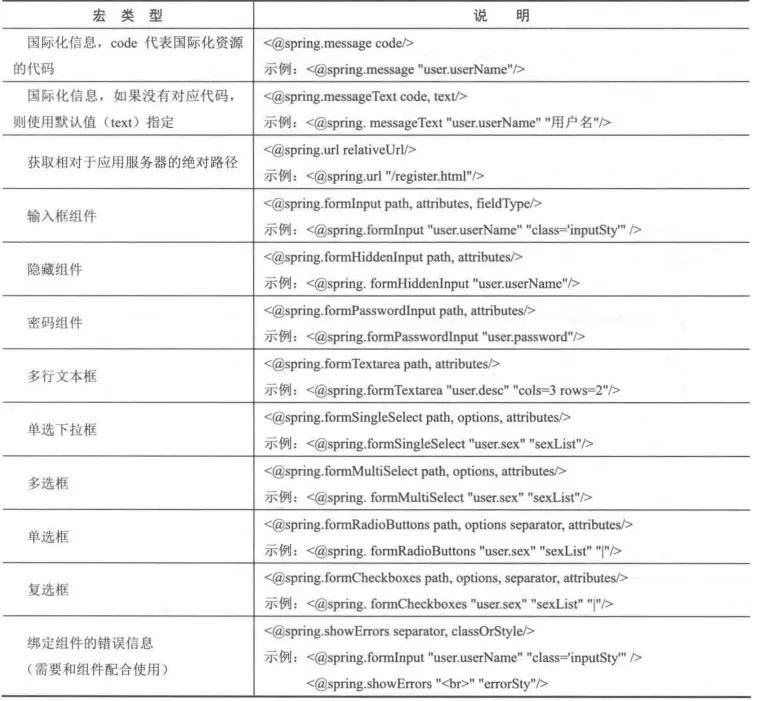 宏 类 型
说 明
国际化信息，code 代表国际化资源
的代码
<@spring.message code/>
示例：<@spring.message "user.userName"/>
国际化信息，如果没有对应代码，
则使用默认值（text）指定
<@spring.messageText code, text/>
示例：<@spring. messageText "user.userName" "用户名"/>
获取相对于应用服务器的绝对路径
<@spring.url relativeUrl/>
示例：<@spring.url "/register.html"/>
输入框组件
<@spring.formInput path, attributes, fieldType/>
示例：<@spring.formInput "user.userName" "class='inputSty'" />
隐藏组件
<@spring.formHiddenInput path, attributes/>
示例：<@spring. formHiddenInput "user.userName"/>
密码组件
<@spring.formPasswordInput path, attributes/>
示例：<@spring.formPasswordInput "user.password"/>
多行文本框
<@spring.formTextarea path, attributes/>
示例：<@spring.formTextarea "user.desc" "cols=3 rows=2"/>
单选下拉框
<@spring.formSingleSelect path, options, attributes/>
示例：<@spring.formSingleSelect "user.sex" "sexList"/>
多选框
<@spring.formMultiSelect path, options, attributes/>
示例：<@spring. formMultiSelect "user.sex" "sexList"/>
单选框
<@spring.formRadioButtons path, options separator, attributes/>
示例：<@spring. formRadioButtons "user.sex" "sexList" "|"/>
复选框
<@spring.formCheckboxes path, options, separator, attributes/>
示例：<@spring. formCheckboxes "user.sex" "sexList" "|"/>
绑定组件的错误信息
（需要和组件配合使用）
<@spring.showErrors separator, classOrStyle/>
示例：<@spring.formInput "user.userName" "class='inputSty'" />
<@spring.showErrors "<br>" "errorSty"/>